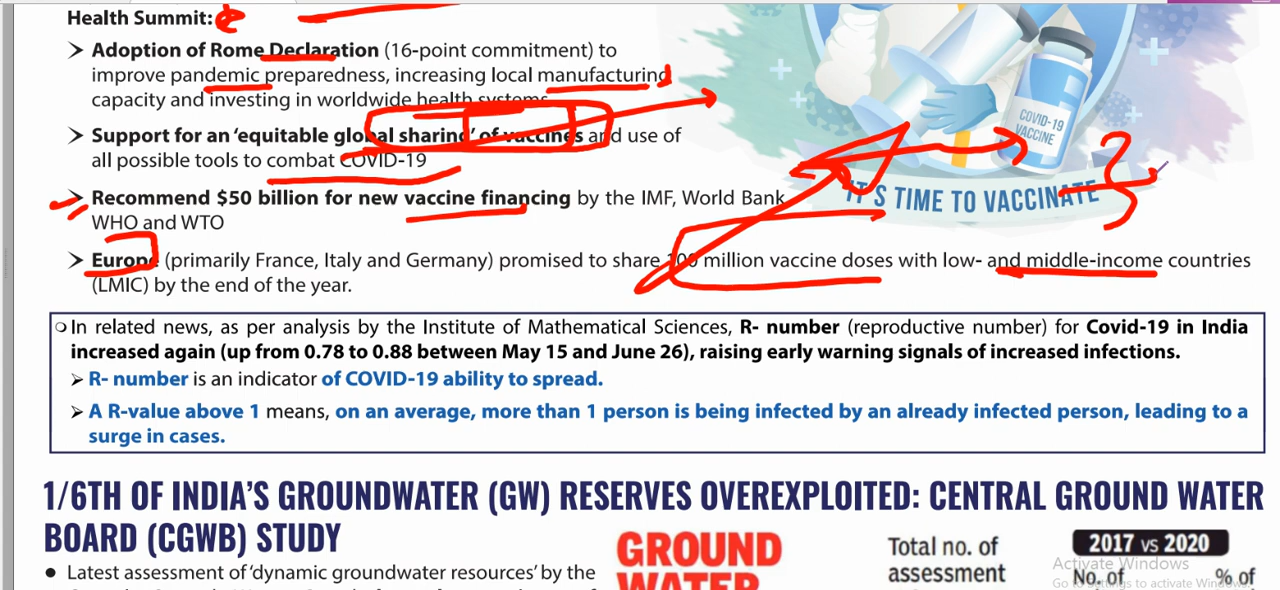 Health Summit:
➤ Adoption of Rome Declaration (16-point commitment) to
improve pandemic preparedness, increasing local manufacturing
capacity and investing in worldwide health systems
➤ Support for an 'equitable global sharing' of vaccines and use of
all possible tools to combat COVID-19
➤ Recommend $50 billion for new vaccine financing by the IMF, World Bank
WHO and WTO
➤ Europe (primarily France, Italy and Germany) promised to share 100 million vaccine doses with low- and middle-income countries
(LMIC) by the end of the year.
COVID-19
VACCINE
IT'S TIME TO VACCINATE
○ In related news, as per analysis by the Institute of Mathematical Sciences, R- number (reproductive number) for Covid-19 in India
increased again (up from 0.78 to 0.88 between May 15 and June 26), raising early warning signals of increased infections.
➤ R- number is an indicator of COVID-19 ability to spread.
➤ A R-value above 1 means, on an average, more than 1 person is being infected by an already infected person, leading to a
surge in cases.
1/6TH OF INDIA'S GROUNDWATER (GW) RESERVES OVEREXPLOITED: CENTRAL GROUND WATER
BOARD (CGWB) STUDY
● Latest assessment of 'dynamic groundwater resources' by the
GROUND
WATER
Total no. of
assessment
2017 VS 2020
No. of % of
Activate Windows
Go to Settings to activate Windows.